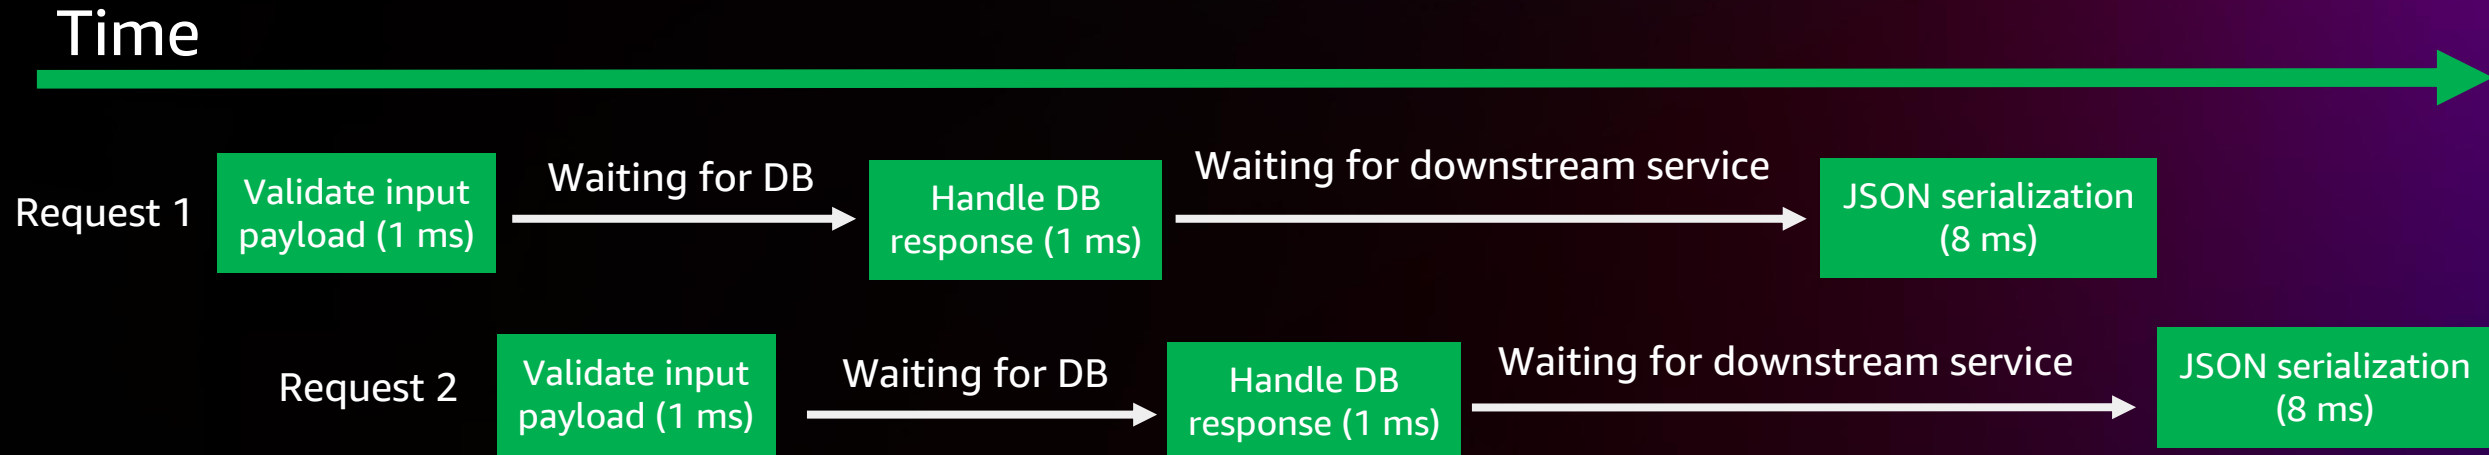 Time
Request 1
Validate input
payload (1 ms)
Waiting for DB
Handle DB
response (1 ms)
Waiting for downstream service
JSON serialization
(8 ms)
Request 2
Validate input
payload (1 ms)
Waiting for DB
Handle DB
response (1 ms)
Waiting for downstream service
JSON serialization
(8 ms)